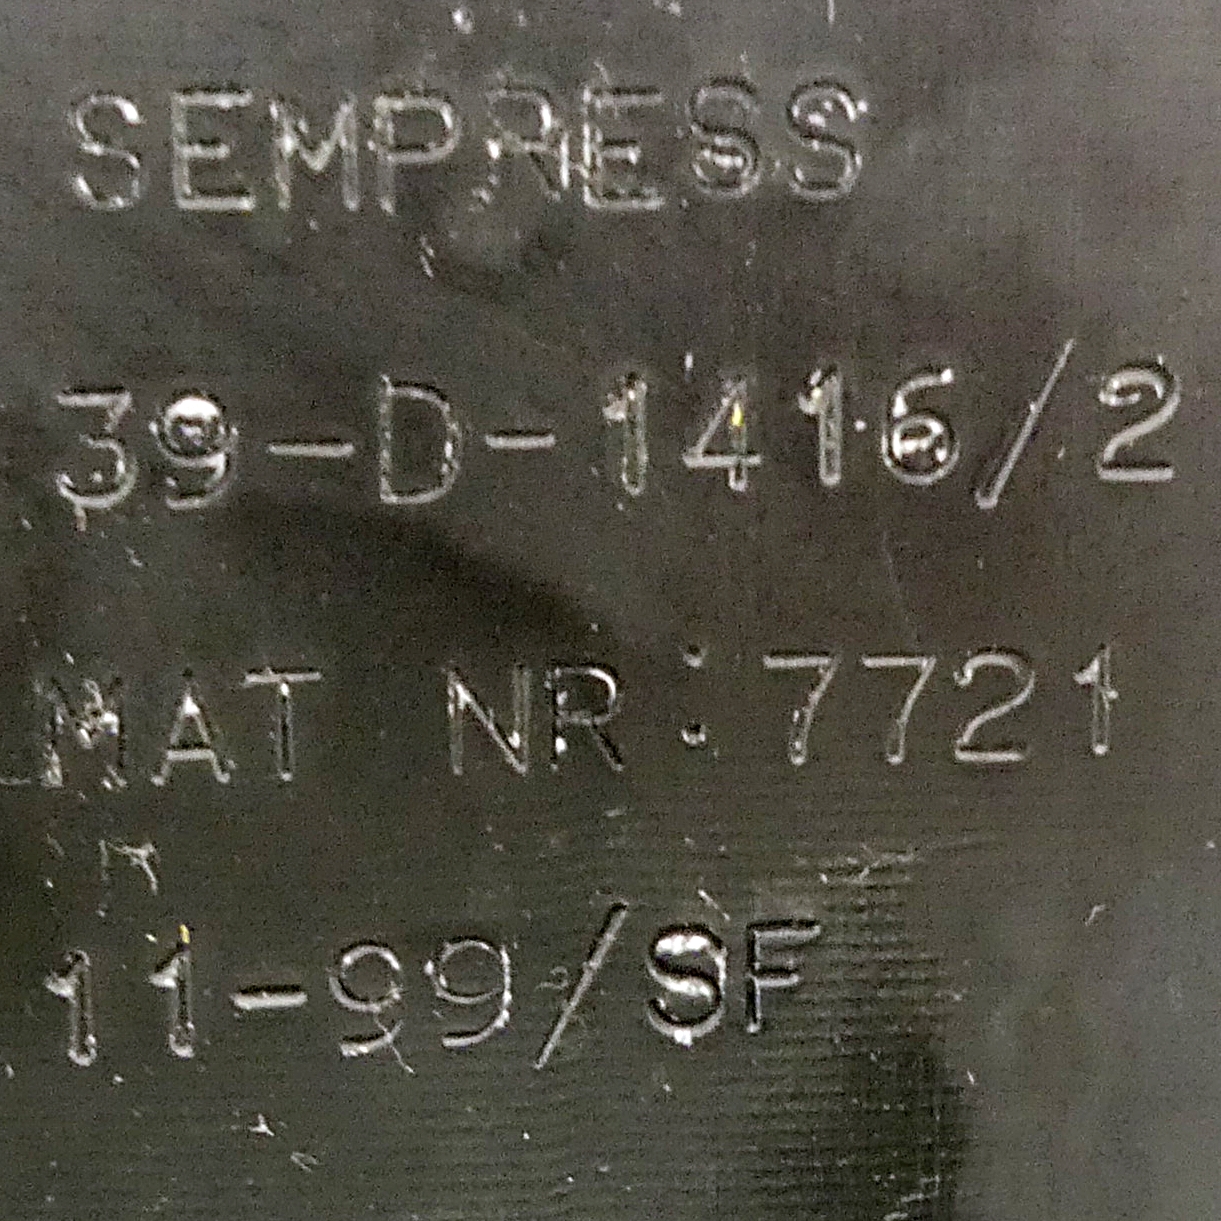 SEMPRESS
39-D-1416/2
MAT NR:7721
11-99/SF